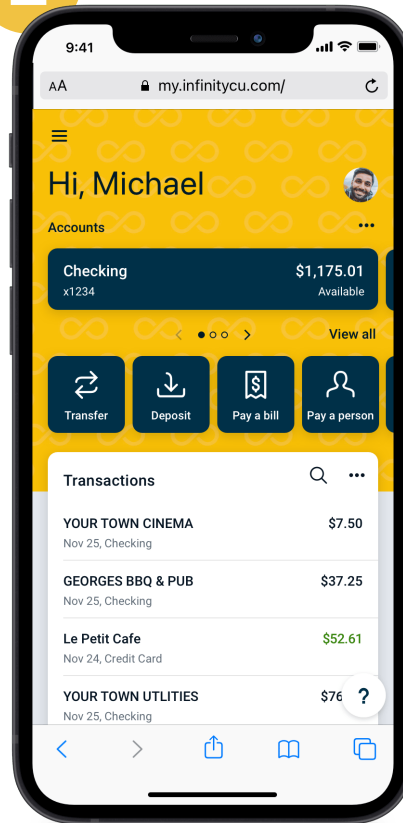 9:41
AA my.infinitycu.com/
Hi, Michael
Accounts
Checking $1,175.01
x1234 Available
View all
Transfer Deposit Pay a bill Pay a person
Transactions
YOUR TOWN CINEMA $7.50
Nov 25, Checking
GEORGES BBQ & PUB $37.25
Nov 25, Checking
Le Petit Cafe $52.61
Nov 24, Credit Card
YOUR TOWN UTLITIES $76
Nov 25, Checking
?